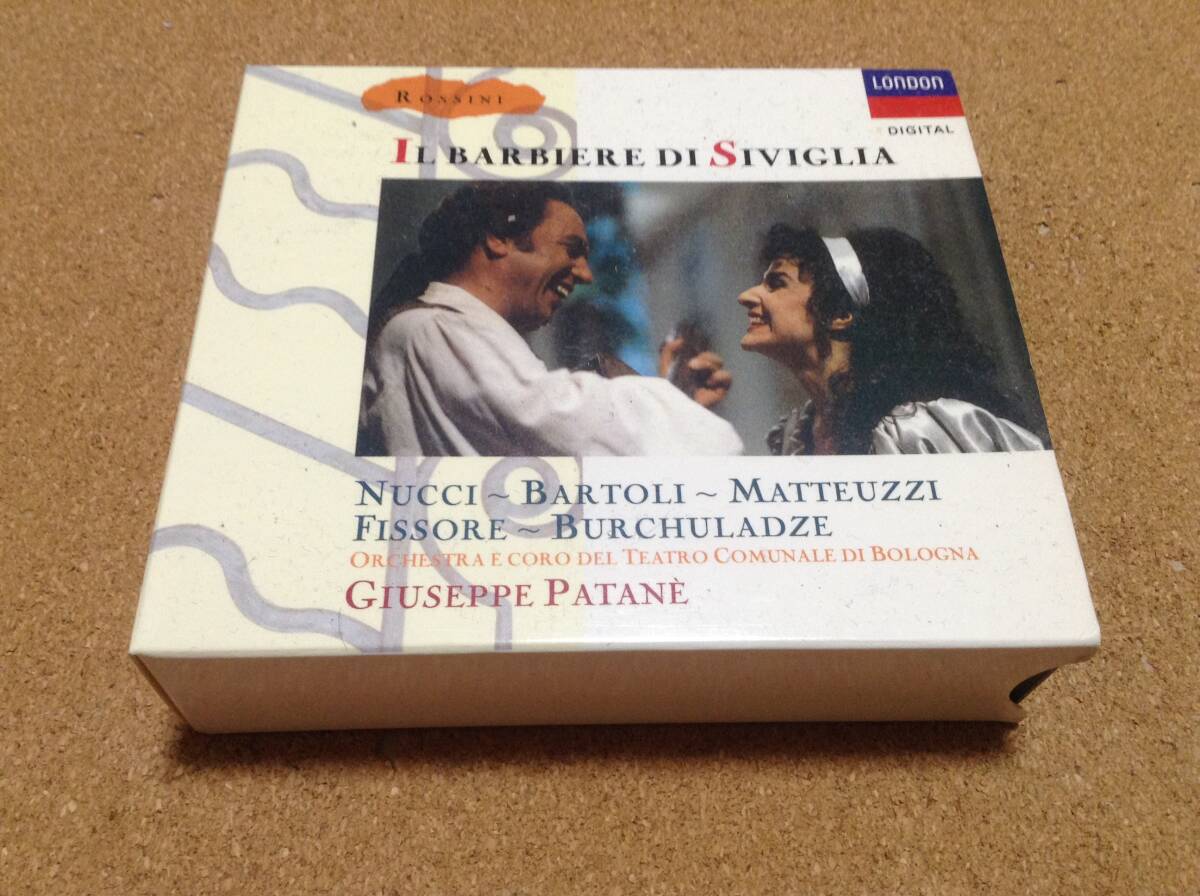 ROSSINI
LONDON
DIGITAL
IL BARBIERE DI SIVIGLIA
NUCCI ~ BARTOLI ~ MATTEUZZI
FISSORE ~ BURCHULADZE
ORCHESTRA E CORO DEL TEATRO COMUNALE DI BOLOGNA
GIUSEPPE PATANÈ